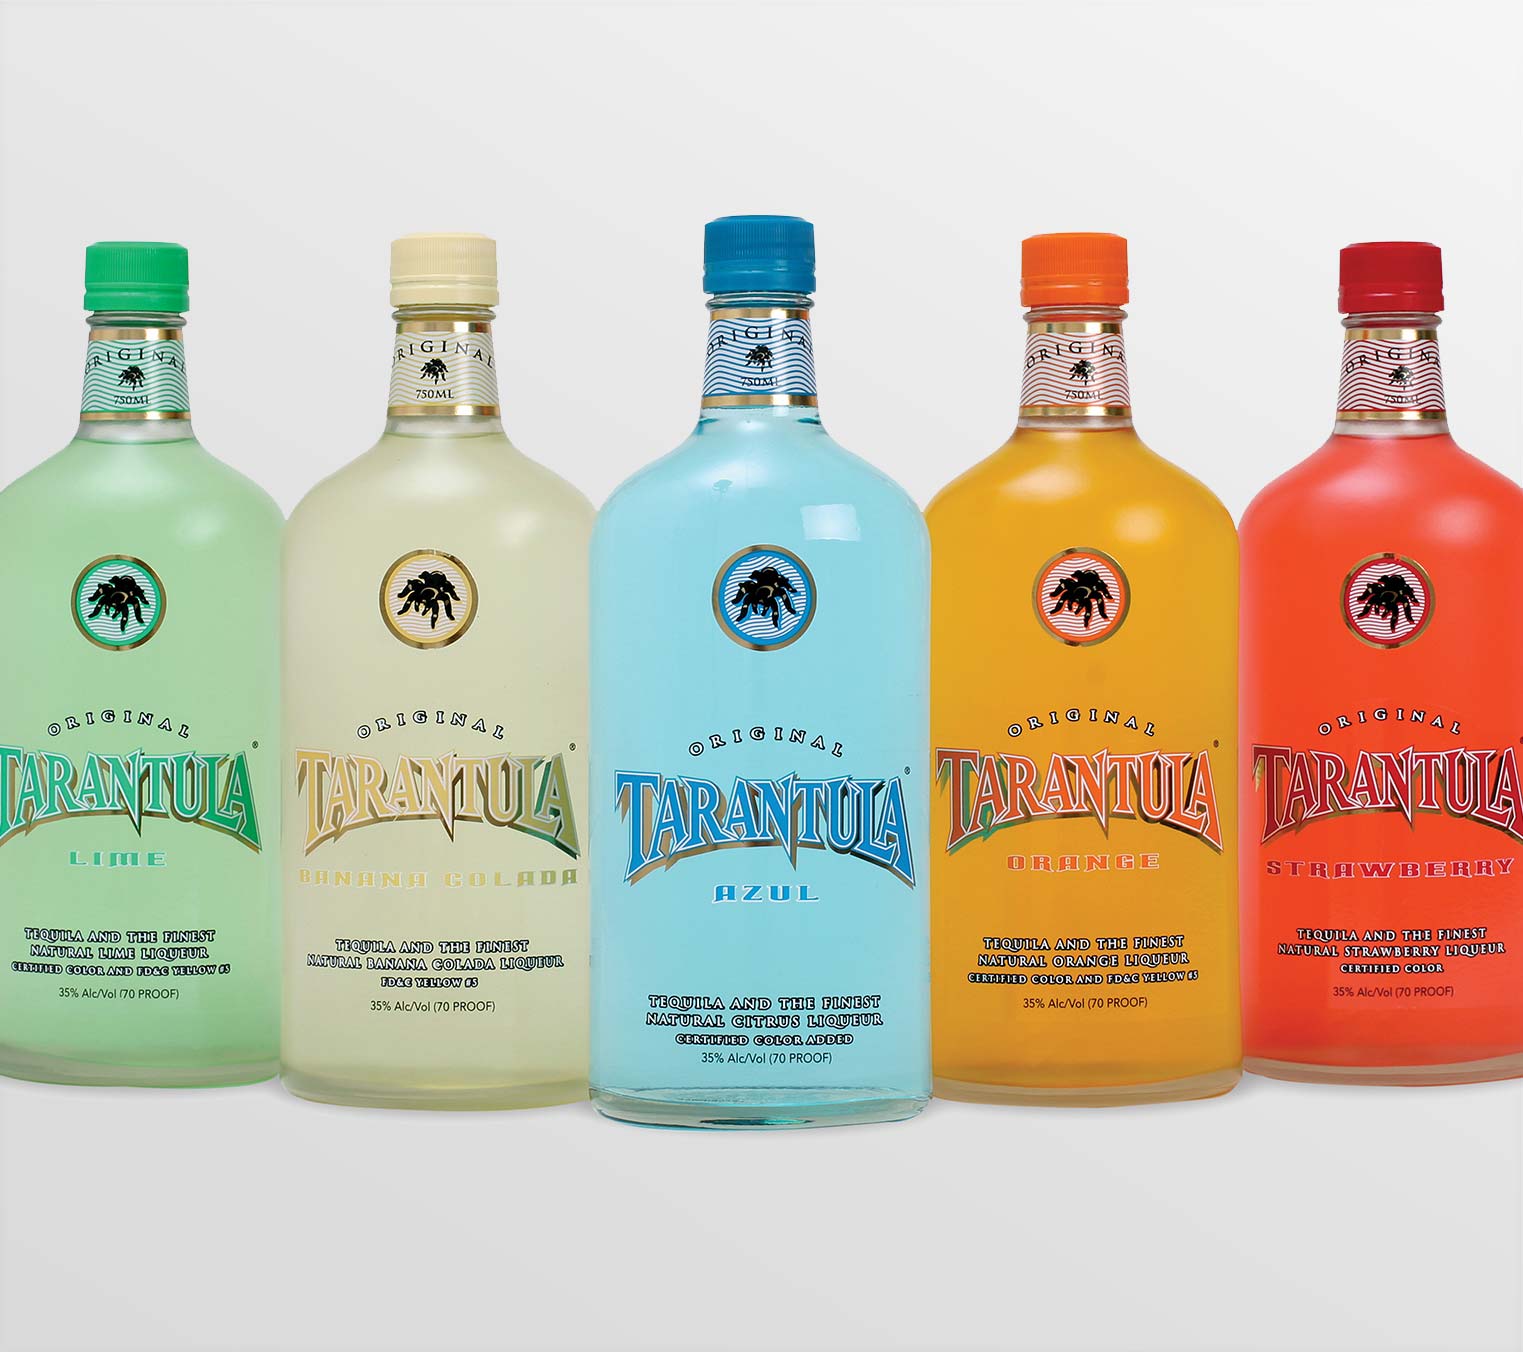 ORIGINAL
750ML
ORIGINAL
TARANTULA®
LIME
TEQUILA AND THE FINEST
NATURAL LIME LIQUEUR
CERTIFIED COLOR AND FD&C YELLOW #5
35% Alc/Vol (70 PROOF)
ORIGINAL
750ML
ORIGINAL
TARANTULA®
BANANA COLADA
TEQUILA AND THE FINEST
NATURAL BANANA COLADA LIQUEUR
FD&C YELLOW #5
35% Alc/Vol (70 PROOF)
ORIGINAL
750ML
ORIGINAL
TARANTULA®
AZUL
TEQUILA AND THE FINEST
NATURAL CITRUS LIQUEUR
CERTIFIED COLOR ADDED
35% Alc/Vol (70 PROOF)
ORIGINAL
750ML
ORIGINAL
TARANTULA®
ORANGE
TEQUILA AND THE FINEST
NATURAL ORANGE LIQUEUR
CERTIFIED COLOR AND FD&C YELLOW #5
35% Alc/Vol (70 PROOF)
ORIGINAL
750ML
ORIGINAL
TARANTULA
STRAWBERRY
TEQUILA AND THE FINEST
NATURAL STRAWBERRY LIQUEUR
CERTIFIED COLOR
35% Alc/Vol (70 PROOF)